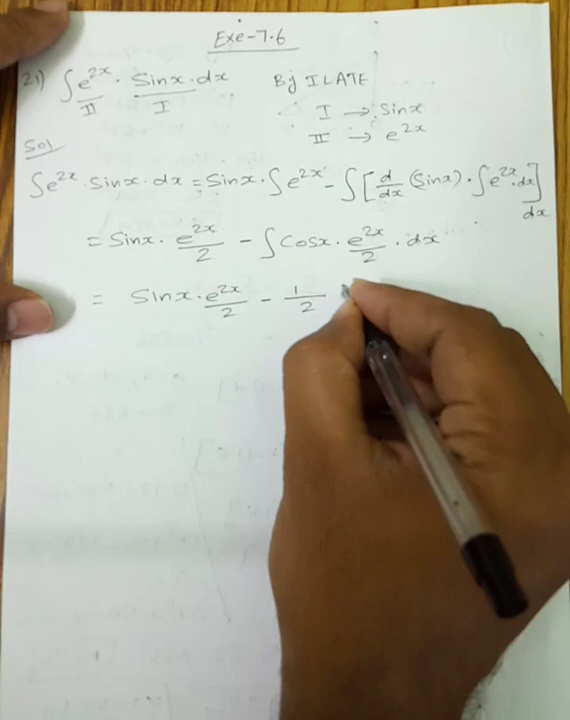 Exe-7.6
21) ∫e^2x · Sinx · dx By ILATE
II I
I → Sinx
II → e^2x
Sol
∫e^2x · Sinx · dx = Sinx · ∫e^2x - ∫[d/dx (Sinx) · ∫e^2x · dx] dx
= Sinx · e^2x/2 - ∫Cosx · e^2x/2 · dx
= Sinx · e^2x/2 - 1/2